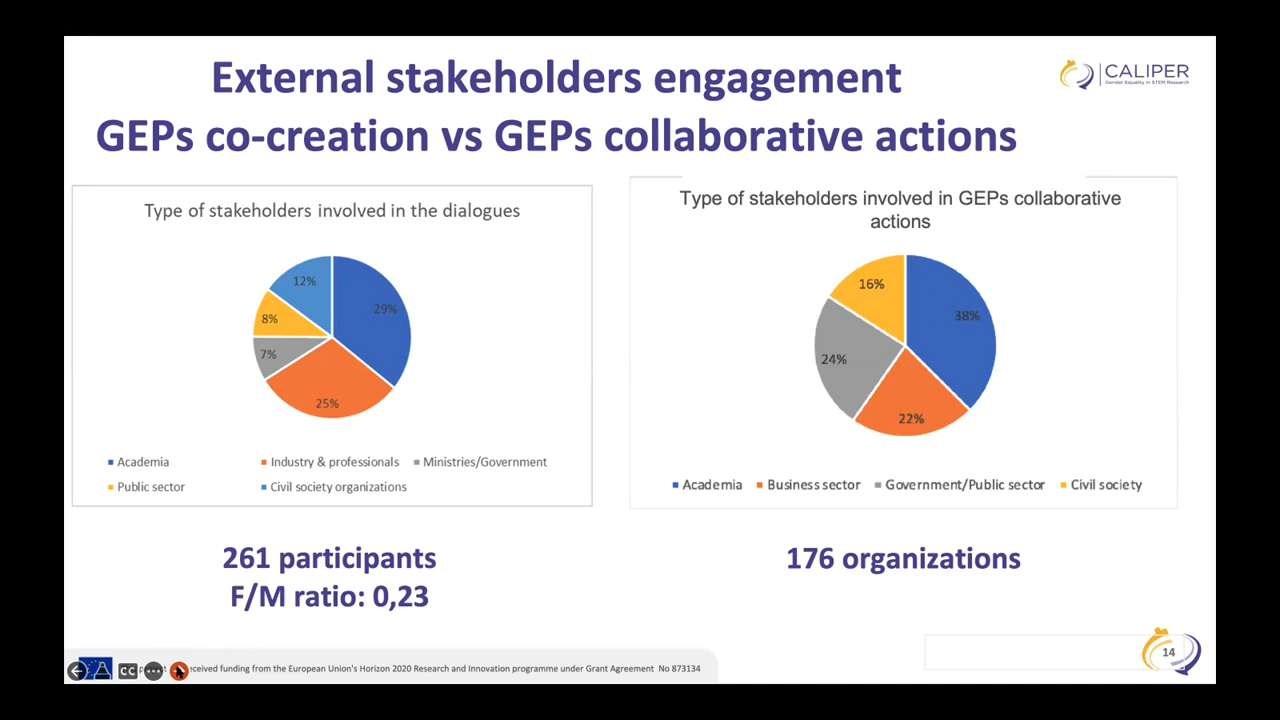 External stakeholders engagement
GEPs co-creation vs GEPs collaborative actions
CALIPER
Gender Equality in STEM Research
Type of stakeholders involved in the dialogues
12%
29%
8%
7%
25%
Academia
Industry & professionals
Ministries/Government
Public sector
Civil society organizations
Type of stakeholders involved in GEPs collaborative
actions
16%
38%
24%
22%
Academia
Business sector
Government/Public sector
Civil society
261 participants
F/M ratio: 0,23
176 organizations
CC
funding from the European Union's Horizon 2020 Research and Innovation programme under Grant Agreement No 873134
14